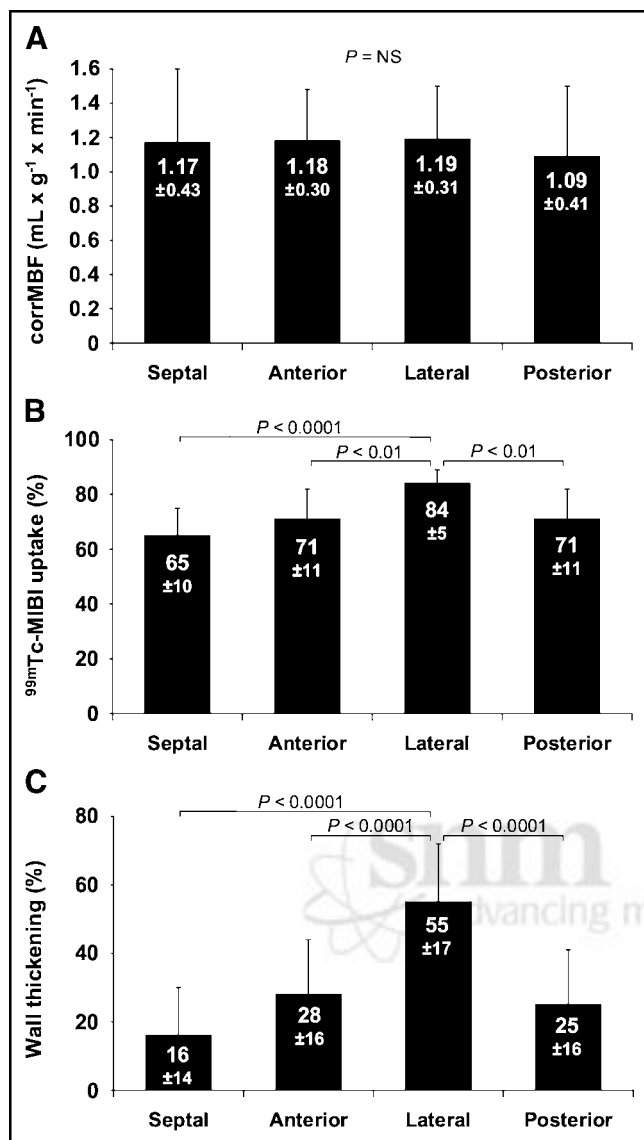 A
P = NS
corrMBF (mL x g⁻¹ x min⁻¹)
1.6
1.4
1.2
1.0
0.8
0.6
0.4
0.2
0
1.17
±0.43
1.18
±0.30
1.19
±0.31
1.09
±0.41
Septal Anterior Lateral Posterior
B
P < 0.0001
P < 0.01 P < 0.01
⁹⁹ᵐTc-MIBI uptake (%)
100
80
60
40
20
0
65
±10
71
±11
84
±5
71
±11
Septal Anterior Lateral Posterior
C
P < 0.0001
P < 0.0001 P < 0.0001
Wall thickening (%)
80
60
40
20
0
16
±14
28
±16
55
±17
25
±16
snm
advancing m
Septal Anterior Lateral Posterior